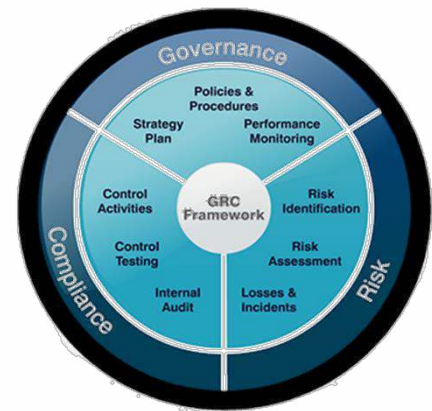 Governance
Policies &
Procedures
Strategy
Plan
Performance
Monitoring
GRC
Framework
Control
Activities
Control
Testing
Internal
Audit
Compliance
Risk
Identification
Risk
Assessment
Losses &
Incidents
Risk